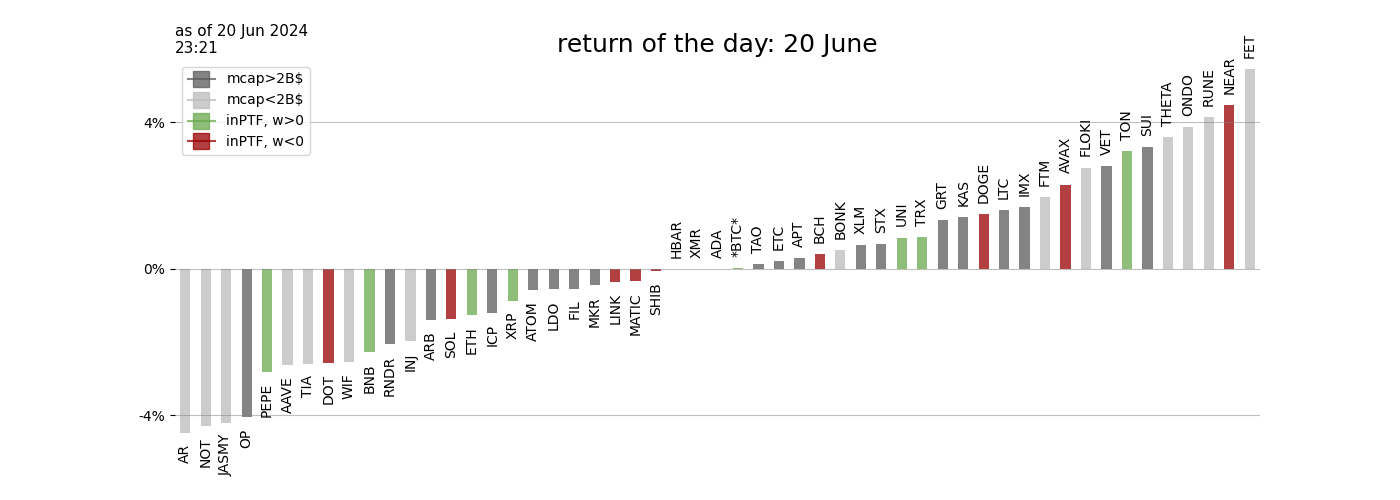 as of 20 Jun 2024
23:21
return of the day: 20 June
mcap>2B$
mcap<2B$
inPTF, w>0
inPTF, w<0
4%
0%
-4%
AR
NOT
JASMY
OP
PEPE
AAVE
TIA
DOT
WIF
BNB
RNDR
INJ
ARB
SOL
ETH
ICP
XRP
ATOM
LDO
FIL
MKR
LINK
MATIC
SHIB
HBAR
XMR
ADA
*BTC*
TAO
ETC
APT
BCH
BONK
XLM
STX
UNI
TRX
GRT
KAS
DOGE
LTC
IMX
FTM
AVAX
FLOKI
VET
TON
SUI
THETA
ONDO
RUNE
NEAR
FET